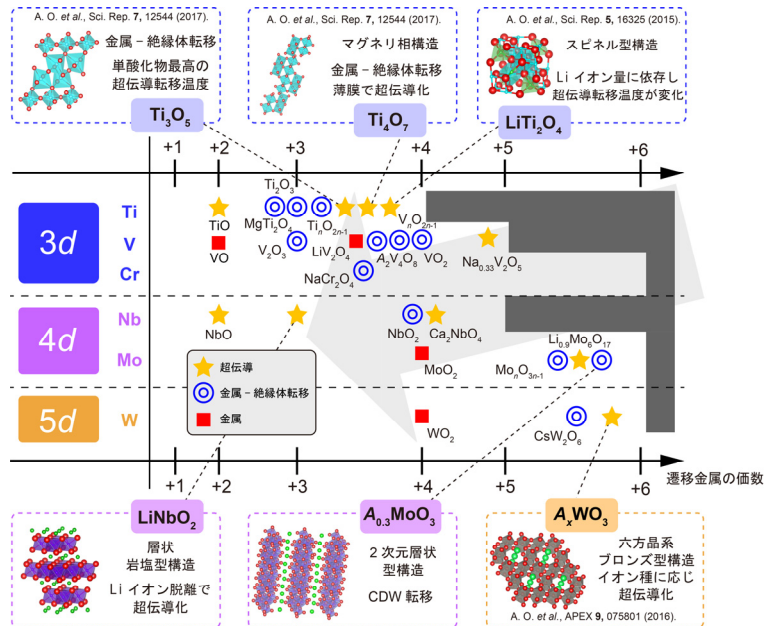 A. O. et al., Sci. Rep. 7, 12544 (2017).
金属－絶縁体転移
単酸化物最高の
超伝導転移温度
Ti3O5
A. O. et al., Sci. Rep. 7, 12544 (2017).
マグネリ相構造
金属－絶縁体転移
薄膜で超伝導化
Ti4O7
A. O. et al., Sci. Rep. 5, 16325 (2015).
スピネル型構造
Li イオン量に依存し
超伝導転移温度が変化
LiTi2O4
+1 +2 +3 +4 +5 +6
3d
Ti
V
Cr
Ti2O3
TiO
MgTi2O4
TinO2n-1
VnO2n-1
VO
V2O3
LiV2O4
A2V4O8
VO2
Na0.33V2O5
NaCr2O4
4d
Nb
Mo
NbO
NbO2
Ca2NbO4
Li0.9Mo6O17
MoO2
MonO3n-1
超伝導
金属－絶縁体転移
金属
5d
W
WO2
CsW2O6
+1 +2 +3 +4 +5 +6
遷移金属の価数
LiNbO2
層状
岩塩型構造
Li イオン脱離で
超伝導化
A0.3MoO3
2 次元層状
型構造
CDW 転移
AxWO3
六方晶系
ブロンズ型構造
イオン種に応じ
超伝導化
A. O. et al., APEX 9, 075801 (2016).